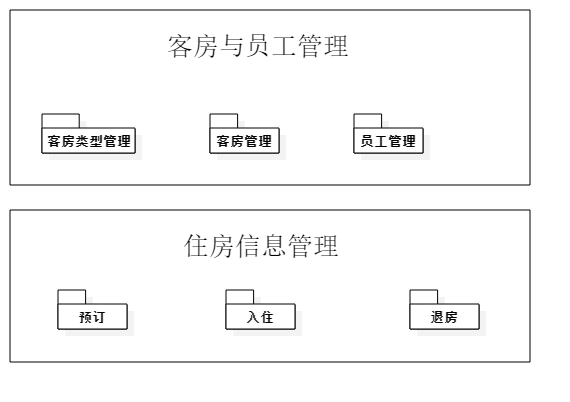 客房与员工管理
客房类型管理
客房管理
员工管理
住房信息管理
预订
入住
退房